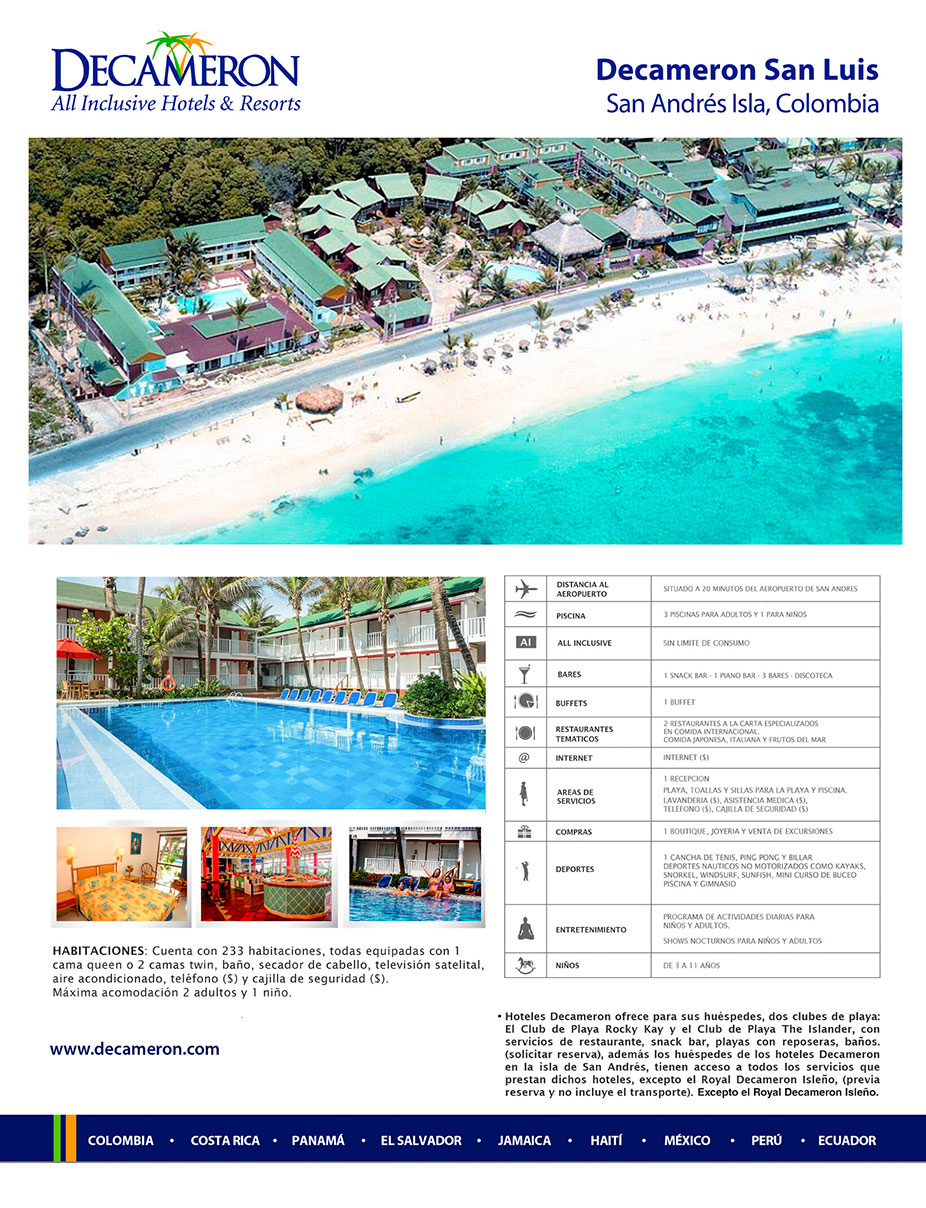 DECAMERON
All Inclusive Hotels & Resorts
Decameron San Luis
San Andrés Isla, Colombia
DISTANCIA AL
AEROPUERTO
SITUADO A 20 MINUTOS DEL AEROPUERTO DE SAN ANDRES
PISCINA
3 PISCINAS PARA ADULTOS Y 1 PARA NIÑOS
AI
ALL INCLUSIVE
SIN LIMITE DE CONSUMO
BARES
1 SNACK BAR - 1 PIANO BAR - 3 BARES - DISCOTECA
BUFFETS
1 BUFFET
RESTAURANTES
TEMATICOS
2 RESTAURANTES A LA CARTA ESPECIALIZADOS
EN COMIDA INTERNACIONAL,
COMIDA JAPONESA, ITALIANA Y FRUTOS DEL MAR
@
INTERNET
INTERNET ($)
AREAS DE
SERVICIOS
1 RECEPCION
PLAYA, TOALLAS Y SILLAS PARA LA PLAYA Y PISCINA.
LAVANDERIA ($), ASISTENCIA MEDICA ($),
TELEFONO ($), CAJILLA DE SEGURIDAD ($)
COMPRAS
1 BOUTIQUE, JOYERIA Y VENTA DE EXCURSIONES
DEPORTES
1 CANCHA DE TENIS, PING PONG Y BILLAR
DEPORTES NAUTICOS NO MOTORIZADOS COMO KAYAKS,
SNORKEL, WINDSURF, SUNFISH, MINI CURSO DE BUCEO
PISCINA Y GIMNASIO
ENTRETENIMIENTO
PROGRAMA DE ACTIVIDADES DIARIAS PARA
NIÑOS Y ADULTOS.
SHOWS NOCTURNOS PARA NIÑOS Y ADULTOS
NIÑOS
DE 3 A 11 AÑOS
HABITACIONES: Cuenta con 233 habitaciones, todas equipadas con 1
cama queen o 2 camas twin, baño, secador de cabello, televisión satelital,
aire acondicionado, teléfono ($) y cajilla de seguridad ($).
Máxima acomodación 2 adultos y 1 niño.
www.decameron.com
• Hoteles Decameron ofrece para sus huéspedes, dos clubes de playa:
El Club de Playa Rocky Kay y el Club de Playa The Islander, con
servicios de restaurante, snack bar, playas con reposeras, baños.
(solicitar reserva), además los huéspedes de los hoteles Decameron
en la isla de San Andrés, tienen acceso a todos los servicios que
prestan dichos hoteles, excepto el Royal Decameron Isleño, (previa
reserva y no incluye el transporte). Excepto el Royal Decameron Isleño.
COLOMBIA • COSTA RICA • PANAMÁ • EL SALVADOR • JAMAICA • HAITÍ • MÉXICO • PERÚ • ECUADOR